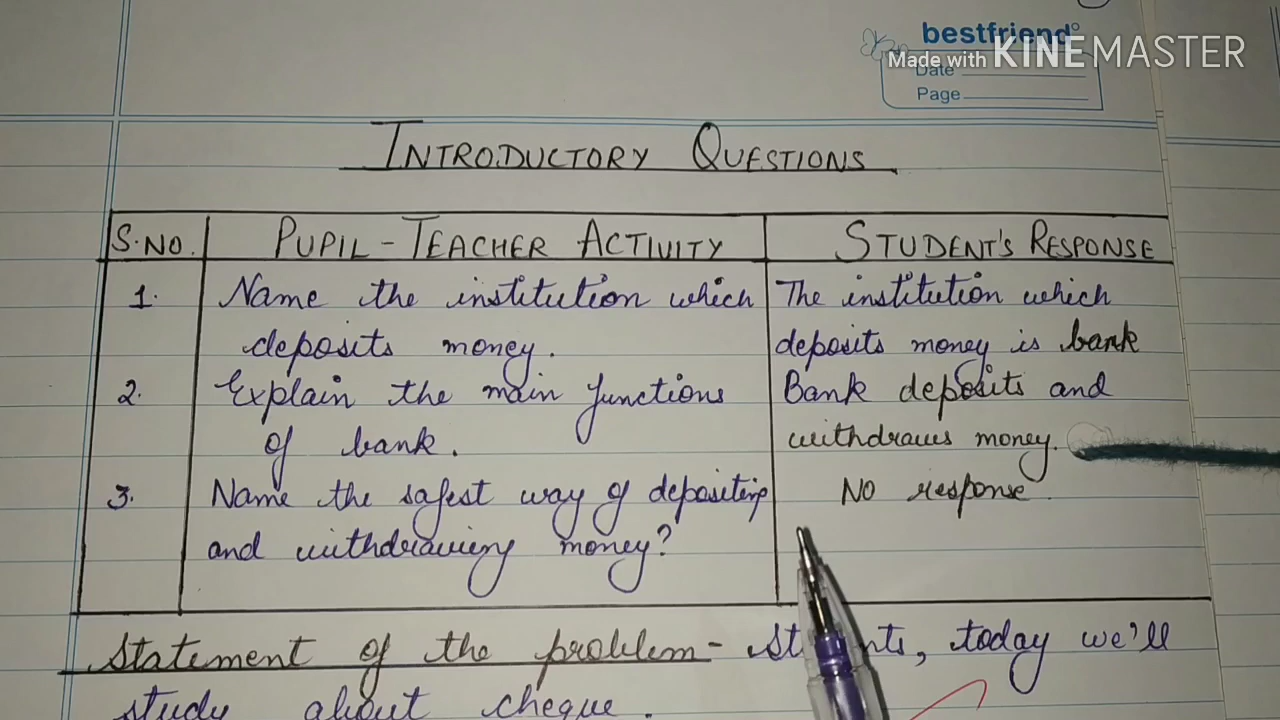 bestfriend
Made with KINEMASTER
Date
Page
INTRODUCTORY QUESTIONS
S.NO. PUPIL-TEACHER ACTIVITY STUDENT'S RESPONSE
1. Name the institution which The institution which
deposits money. deposits money is bank
2. Explain the main functions Bank deposits and
of bank. withdraws money.
3. Name the safest way of depositing No response.
and withdrawing money?
Statement of the problem - Students, today we'll
study about cheque.